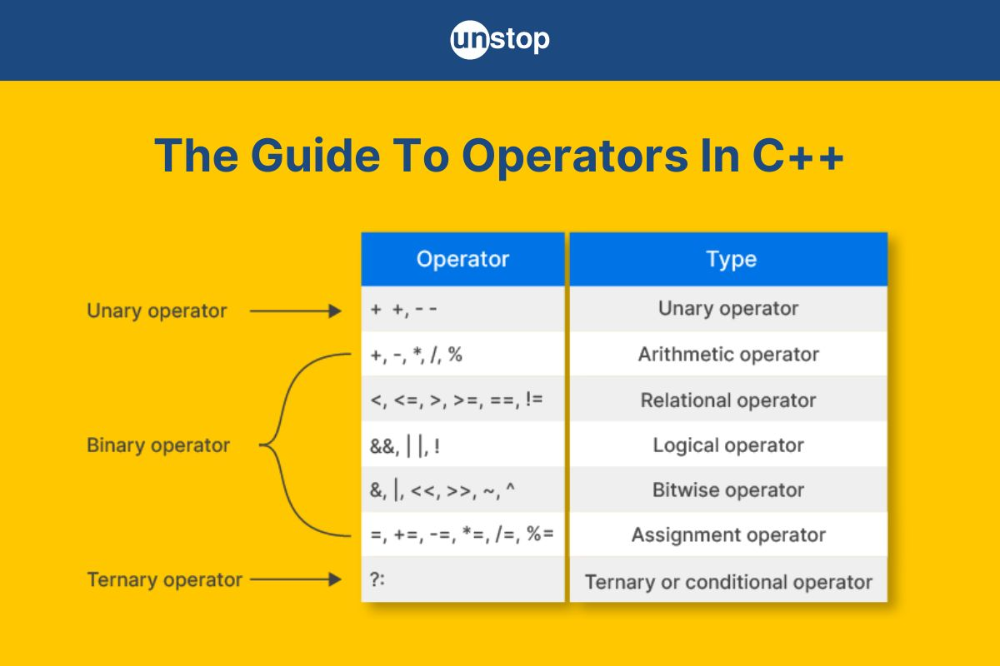 unstop
The Guide To Operators In C++
Operator Type
Unary operator + +, - - Unary operator
+, -, *, /, % Arithmetic operator
<, <=, >, >=, ==, != Relational operator
Binary operator &&, | |, ! Logical operator
&, |, <<, >>, ~, ^ Bitwise operator
=, +=, -=, *=, /=, %= Assignment operator
Ternary operator ?: Ternary or conditional operator